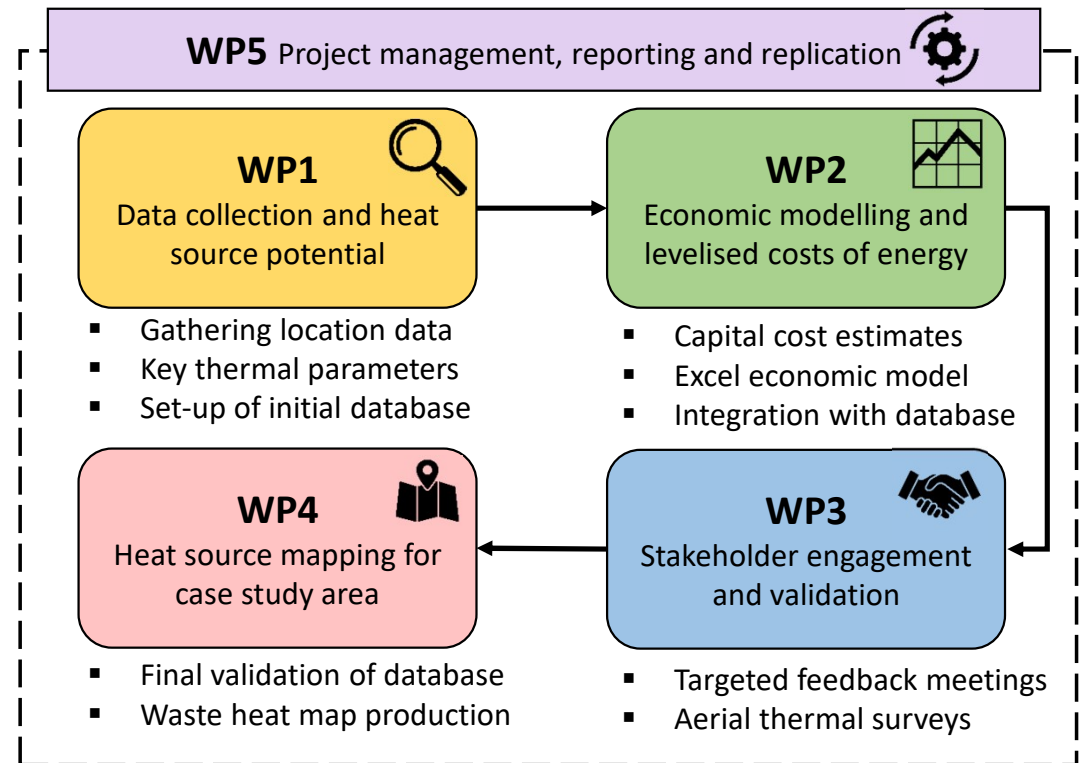 WP5 Project management, reporting and replication
WP1
Data collection and heat
source potential
▪ Gathering location data
▪ Key thermal parameters
▪ Set-up of initial database
WP2
Economic modelling and
levelised costs of energy
▪ Capital cost estimates
▪ Excel economic model
▪ Integration with database
WP3
Stakeholder engagement
and validation
▪ Targeted feedback meetings
▪ Aerial thermal surveys
WP4
Heat source mapping for
case study area
▪ Final validation of database
▪ Waste heat map production